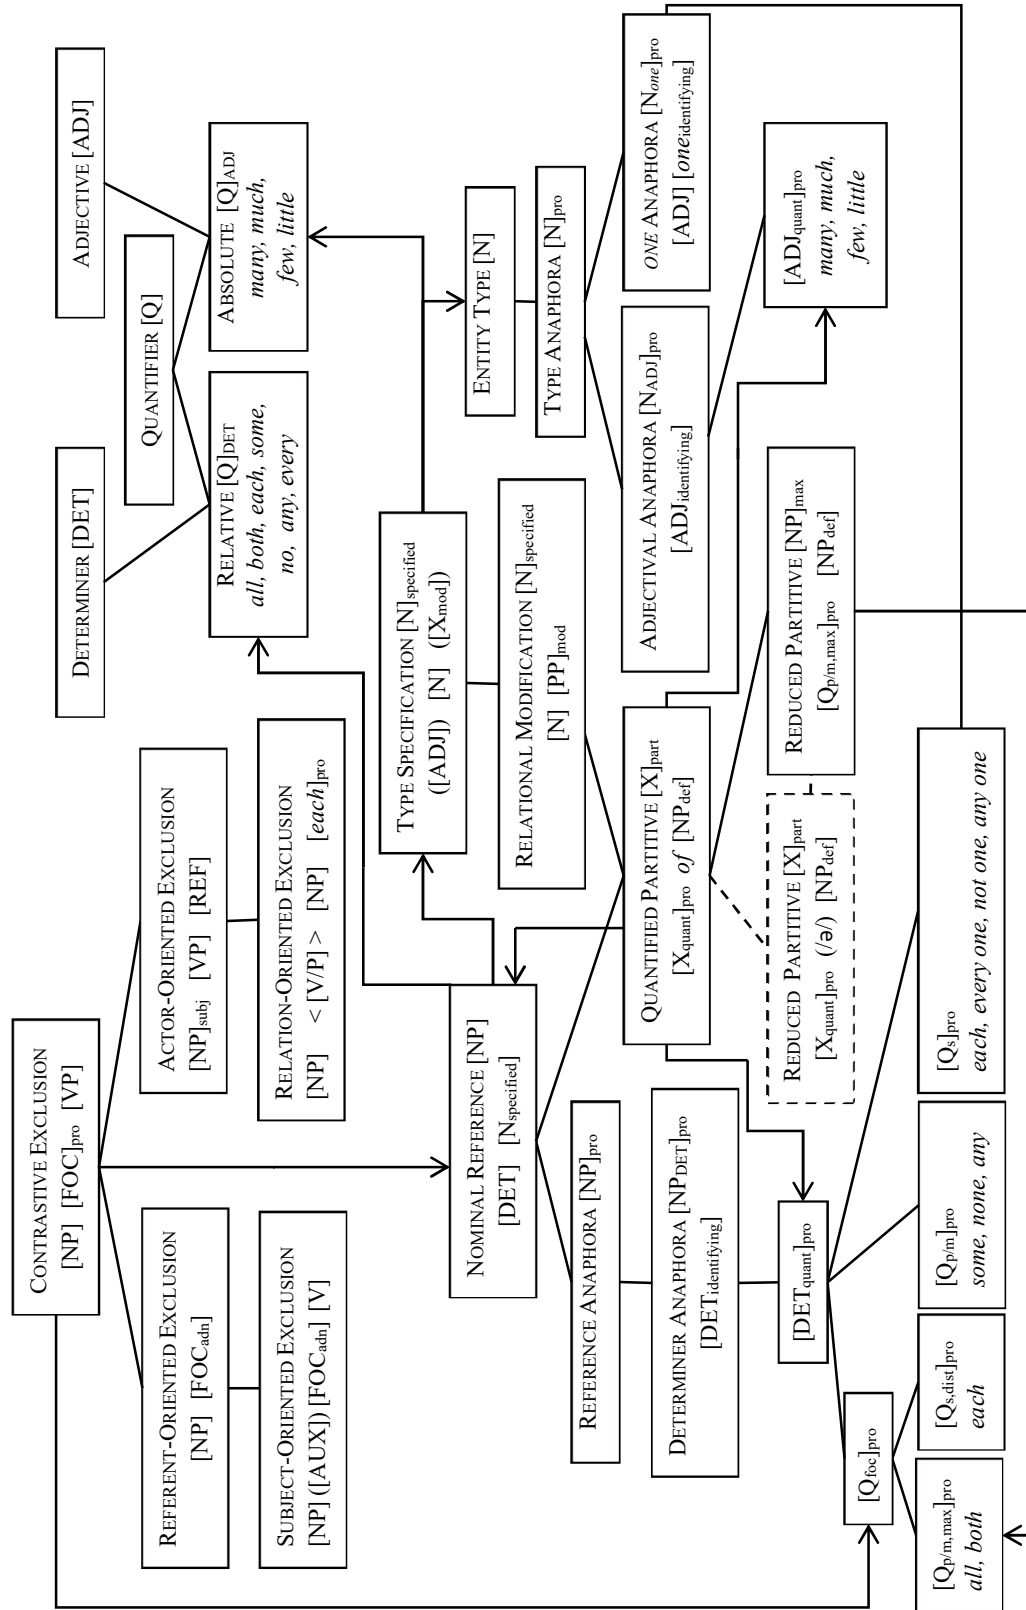 CONTRASTIVE EXCLUSION
[NP] [FOC]pro [VP]
REFERENT-ORIENTED EXCLUSION
[NP] [FOCadn]
SUBJECT-ORIENTED EXCLUSION
[NP] ([AUX]) [FOCadn] [V]
ACTOR-ORIENTED EXCLUSION
[NP]subj [VP] [REF]
RELATION-ORIENTED EXCLUSION
[NP] < [V/P] > [NP] [each]pro
DETERMINER [DET]
QUANTIFIER [Q]
ADJECTIVE [ADJ]
RELATIVE [Q]DET
all, both, each, some,
no, any, every
ABSOLUTE [Q]ADJ
many, much,
few, little
NOMINAL REFERENCE [NP]
[DET] [Nspecified]
TYPE SPECIFICATION [N]specified
([ADJ]) [N] ([Xmod])
RELATIONAL MODIFICATION [N]specified
[N] [PP]mod
ENTITY TYPE [N]
TYPE ANAPHORA [N]pro
REFERENCE ANAPHORA [NP]pro
DETERMINER ANAPHORA [NPDET]pro
[DETidentifying]
QUANTIFIED PARTITIVE [X]part
[Xquant]pro of [NPdef]
ADJECTIVAL ANAPHORA [NADJ]pro
[ADJidentifying]
ONE ANAPHORA [None]pro
[ADJ] [oneidentifying]
[DETquant]pro
REDUCED PARTITIVE [X]part
[Xquant]pro (/ə/) [NPdef]
REDUCED PARTITIVE [NP]max
[Qp/m,max]pro [NPdef]
[ADJquant]pro
many, much,
few, little
[Qfoc]pro
[Qp/m,max]pro
all, both
[Qs,dist]pro
each
[Qp/m]pro
some, none, any
[Qs]pro
each, every one, not one, any one